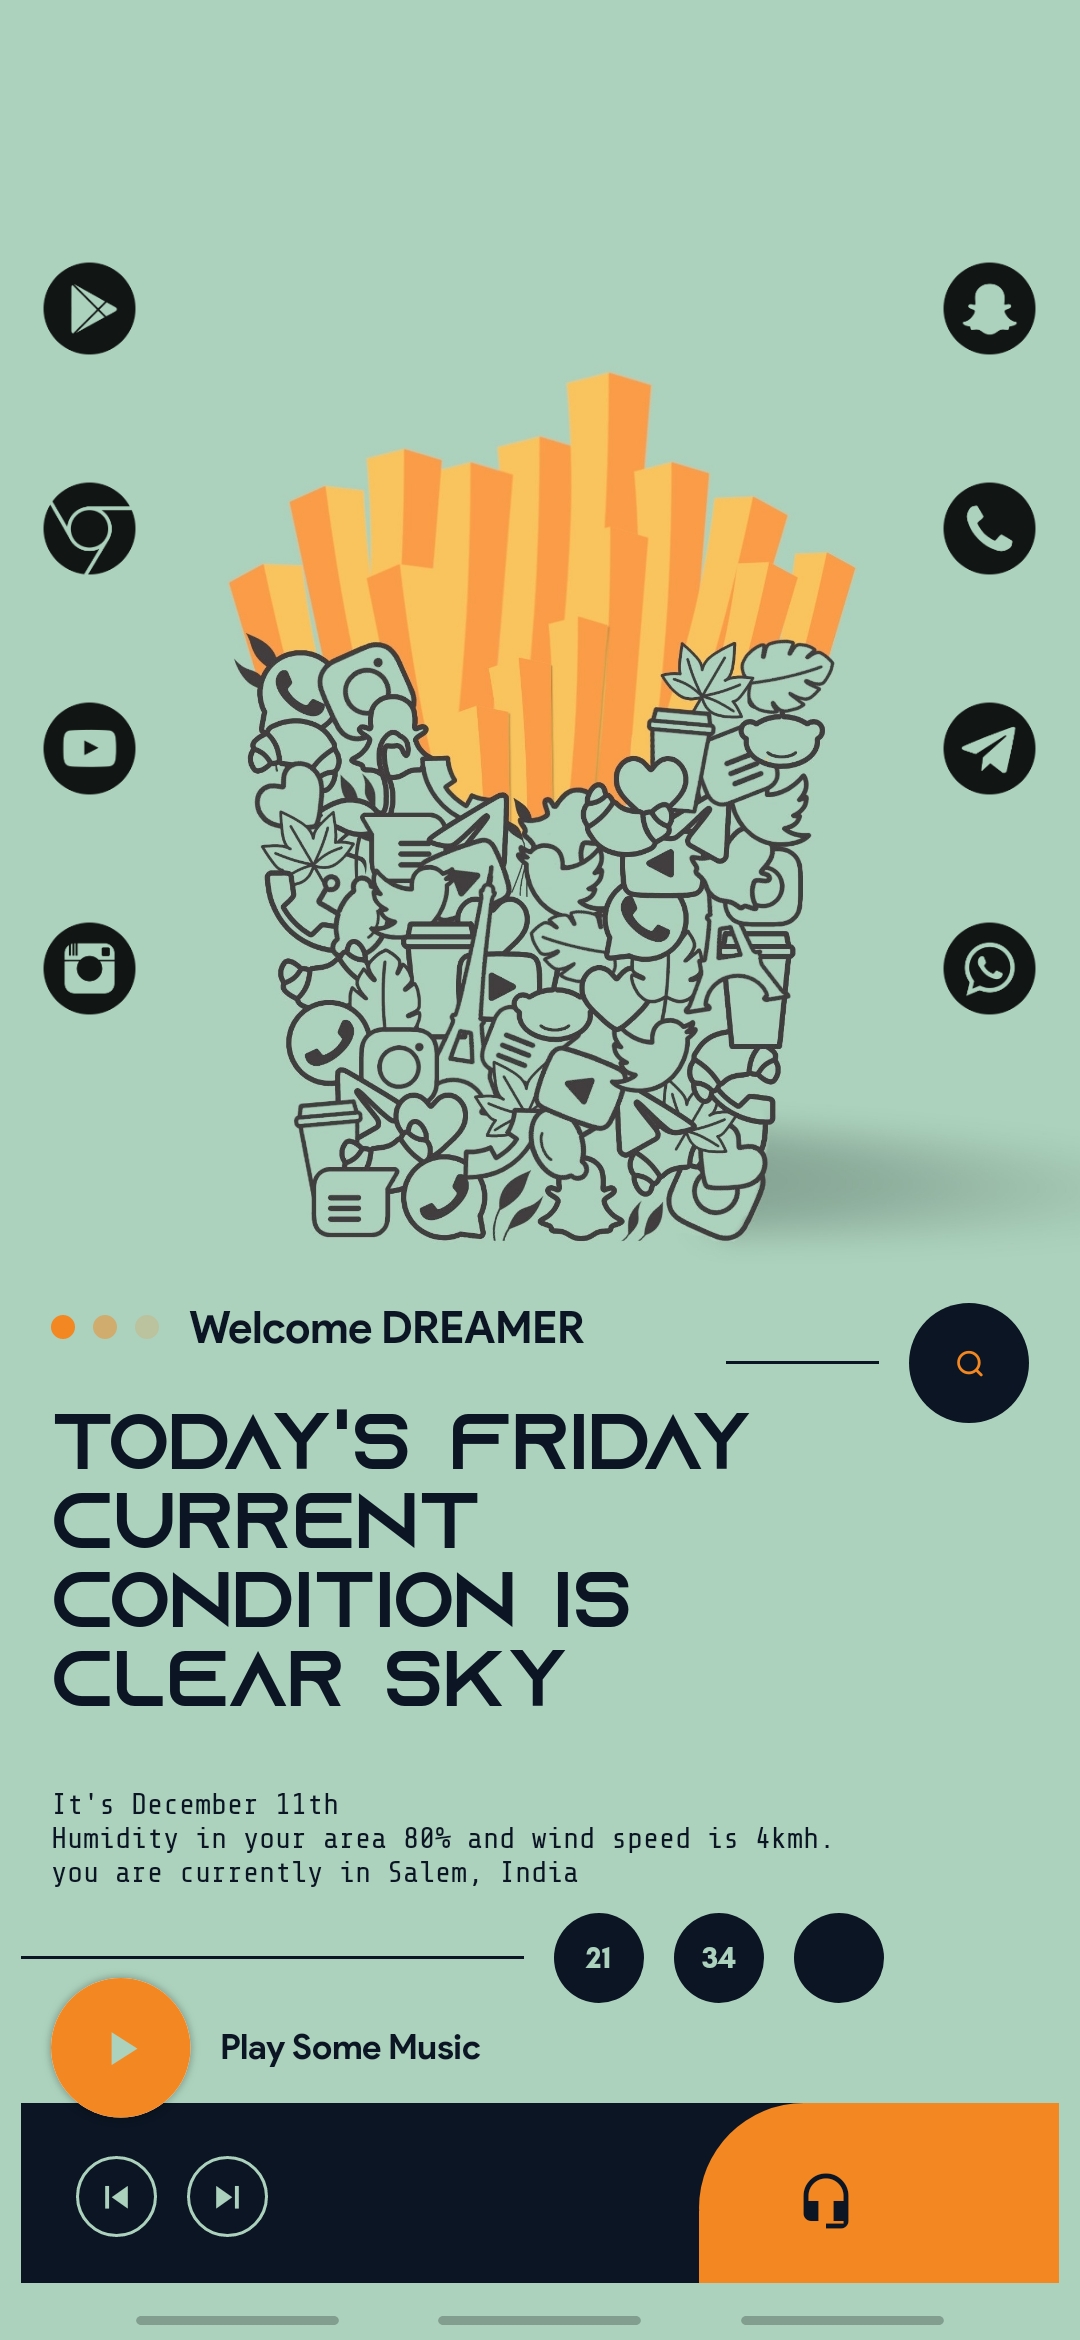 Welcome DREAMER
TODAY'S FRIDAY
CURRENT
CONDITION IS
CLEAR SKY
It's December 11th
Humidity in your area 80% and wind speed is 4kmh.
you are currently in Salem, India
21 34
Play Some Music